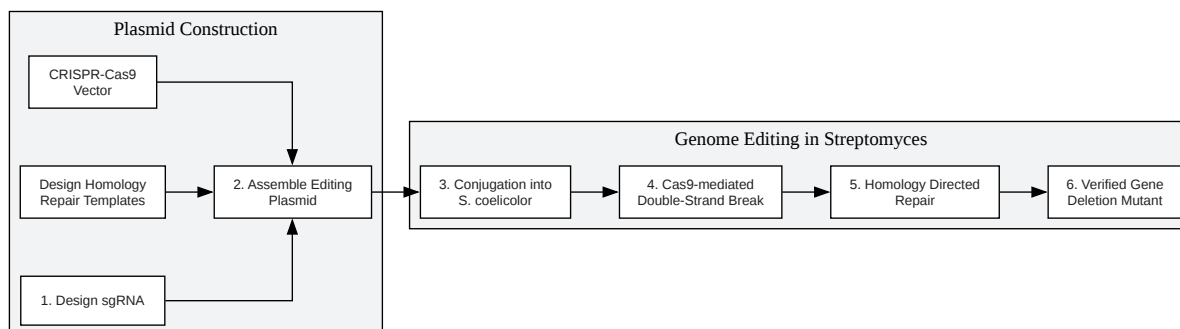 Plasmid Construction
CRISPR-Cas9
Vector
Design Homology
Repair Templates
2. Assemble Editing
Plasmid
1. Design sgRNA
Genome Editing in Streptomyces
3. Conjugation into
S. coelicolor
4. Cas9-mediated
Double-Strand Break
5. Homology Directed
Repair
6. Verified Gene
Deletion Mutant